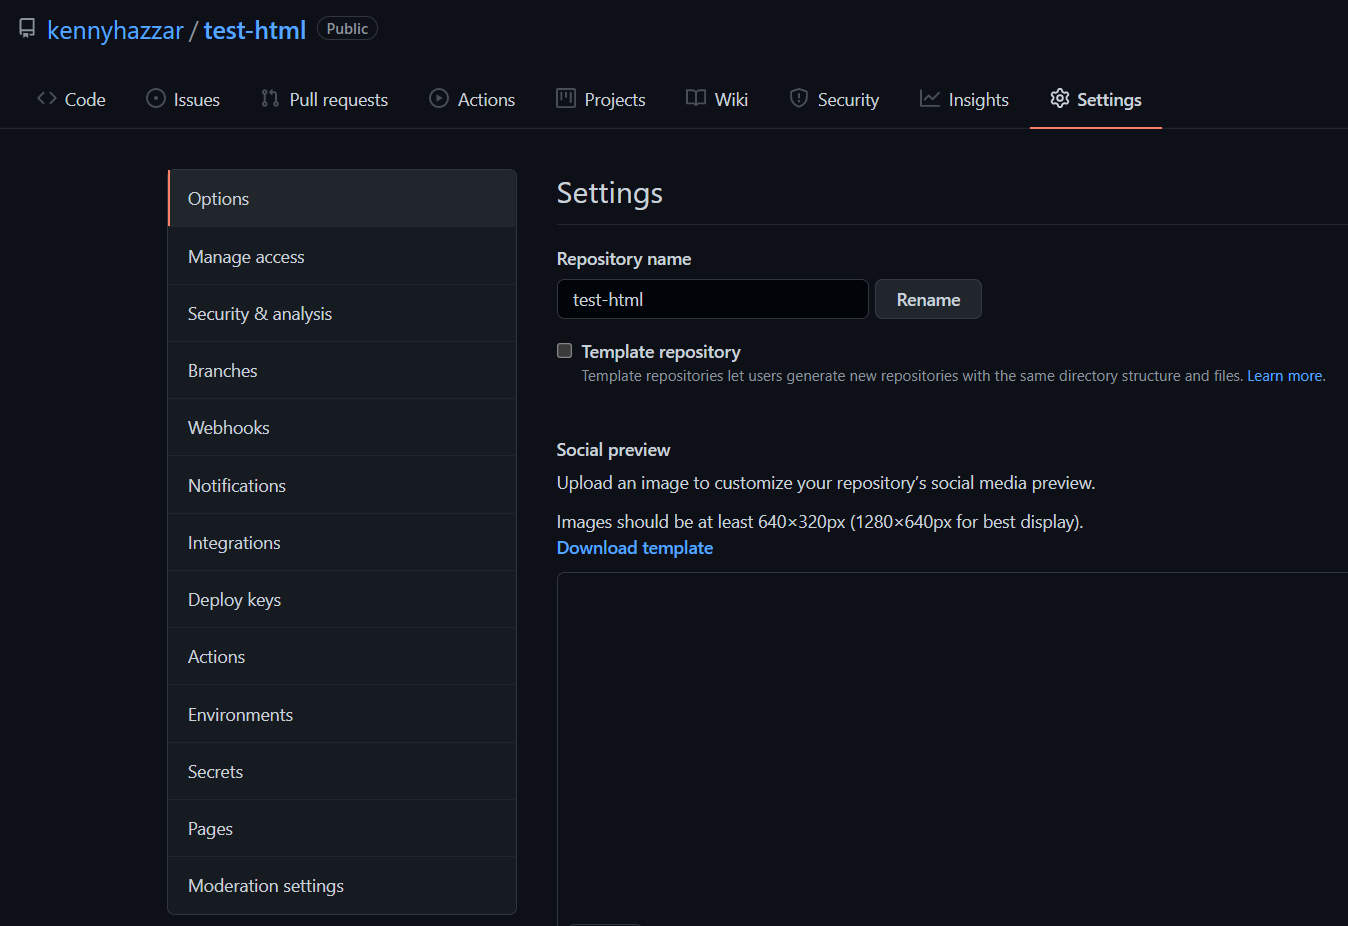 kennyhazzar / test-html Public
Code Issues Pull requests Actions Projects Wiki Security Insights Settings
Options
Manage access
Security & analysis
Branches
Webhooks
Notifications
Integrations
Deploy keys
Actions
Environments
Secrets
Pages
Moderation settings
Settings
Repository name
test-html Rename
Template repository
Template repositories let users generate new repositories with the same directory structure and files. Learn more.
Social preview
Upload an image to customize your repository’s social media preview.
Images should be at least 640×320px (1280×640px for best display).
Download template